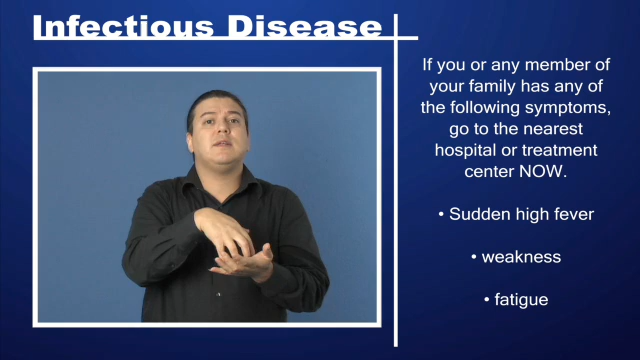 Infectious Disease
If you or any member of
your family has any of
the following symptoms,
go to the nearest
hospital or treatment
center NOW.
• Sudden high fever
• weakness
• fatigue